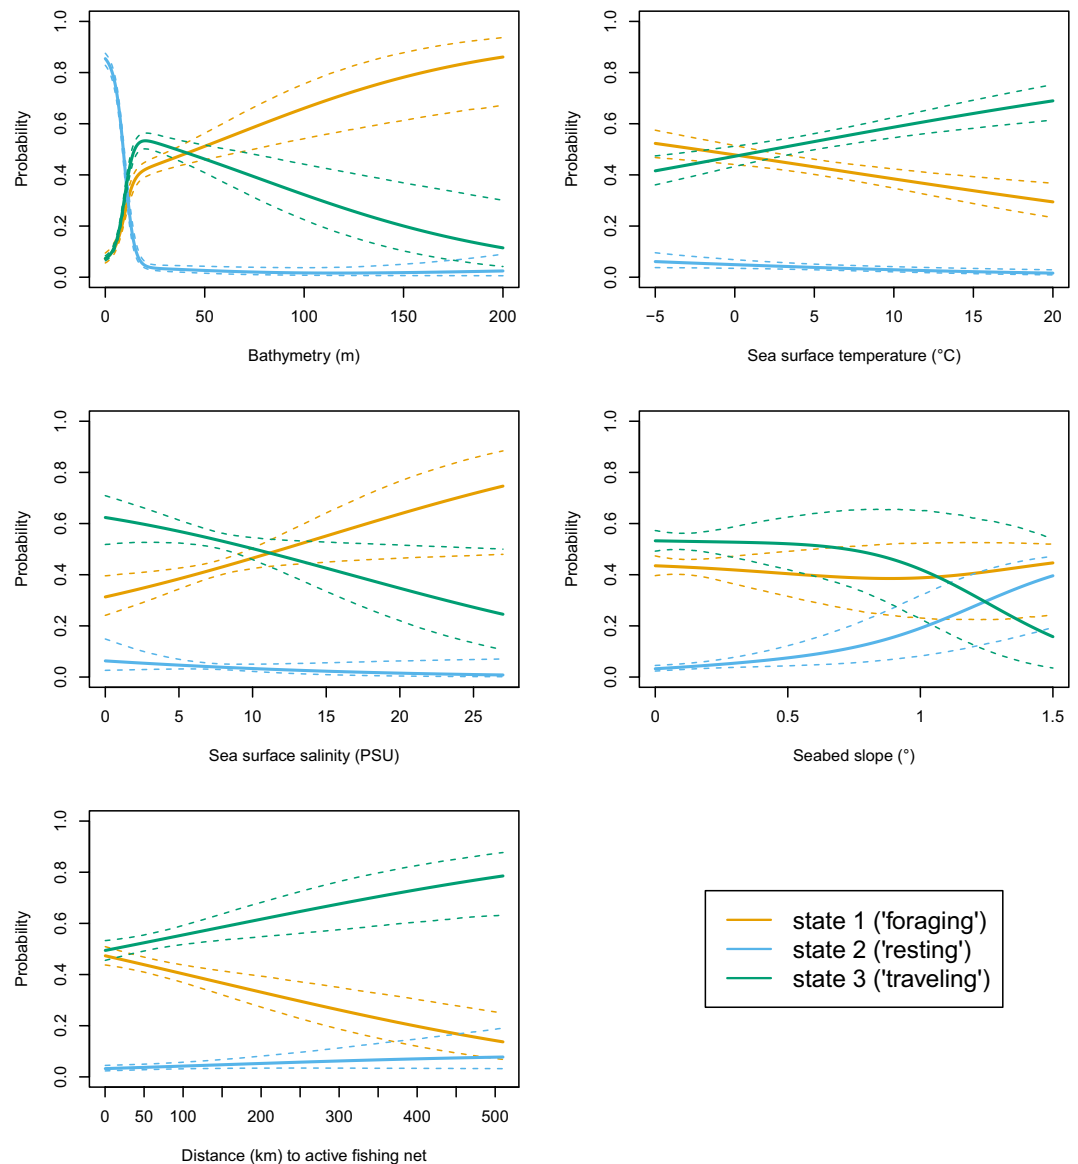 1.0
0.8
0.6
0.4
0.2
0.0
Probability
0 50 100 150 200
Bathymetry (m)
1.0
0.8
0.6
0.4
0.2
0.0
Probability
−5 0 5 10 15 20
Sea surface temperature (°C)
1.0
0.8
0.6
0.4
0.2
0.0
Probability
0 5 10 15 20 25
Sea surface salinity (PSU)
1.0
0.8
0.6
0.4
0.2
0.0
Probability
0 0.5 1 1.5
Seabed slope (°)
1.0
0.8
0.6
0.4
0.2
0.0
Probability
0 50 100 200 300 400 500
Distance (km) to active fishing net
state 1 ('foraging')
state 2 ('resting')
state 3 ('traveling')